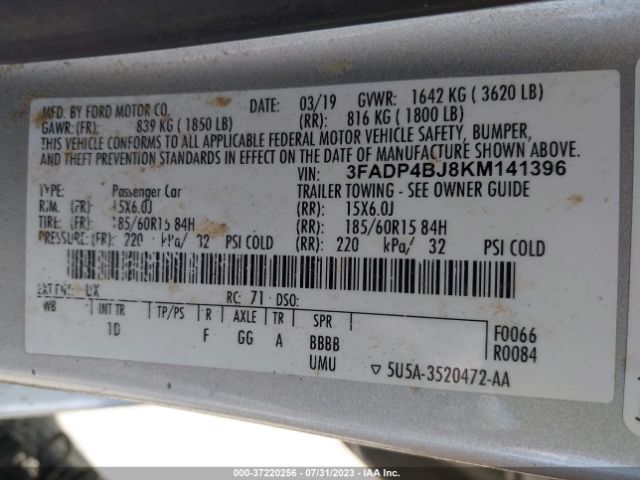 MFD. BY FORD MOTOR CO. DATE: 03/19 GVWR: 1642 KG ( 3620 LB)
GAWR: (FR): 839 KG ( 1850 LB) (RR): 816 KG ( 1800 LB)
THIS VEHICLE CONFORMS TO ALL APPLICABLE FEDERAL MOTOR VEHICLE SAFETY, BUMPER,
AND THEFT PREVENTION STANDARDS IN EFFECT ON THE DATE OF MANUFACTURE SHOWN ABOVE.
VIN: 3FADP4BJ8KM141396
TYPE: Passenger Car TRAILER TOWING - SEE OWNER GUIDE
RIM: (FR) 15X6.0J (RR): 15X6.0J
TIRE: (FR) 185/60R15 84H (RR): 185/60R15 84H
PRESSURE: (FR): 220 kPa/ 32 PSI COLD (RR): 220 kPa/ 32 PSI COLD
EXT PNT: UX RC: 71 DSO:
WB INT TR TP/PS R AXLE TR SPR F0066
1D F GG A BBBB R0084
UMU ▽ 5U5A-3520472-AA
000-37220256 - 07/31/2023 - IAA Inc.